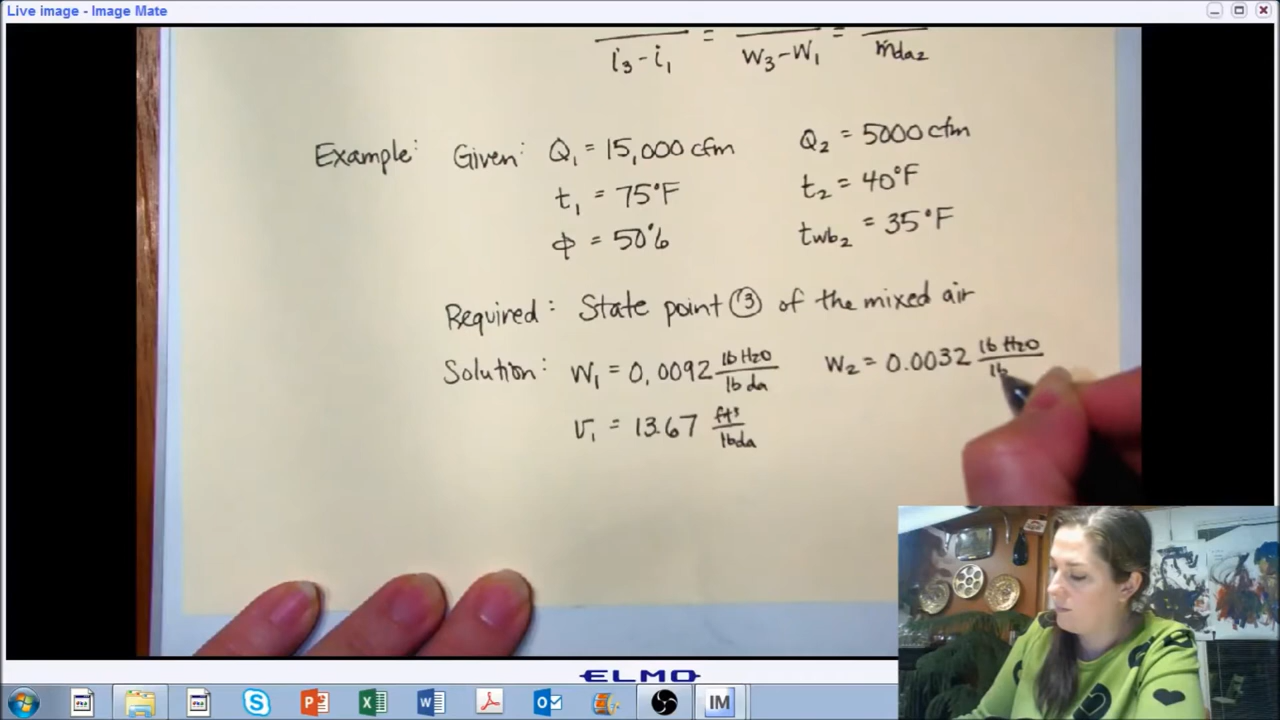 Live image - Image Mate
i₃ - i₁ = W₃ - W₁ = ṁda₂
Example: Given: Q₁ = 15,000 cfm Q₂ = 5000 cfm
t₁ = 75°F t₂ = 40°F
ϕ = 50% twb₂ = 35°F
Required: State point ③ of the mixed air
Solution: W₁ = 0.0092 lb H₂O / lb da W₂ = 0.0032 lb H₂O / lb
v₁ = 13.67 ft³ / lbda
ELMO
IM